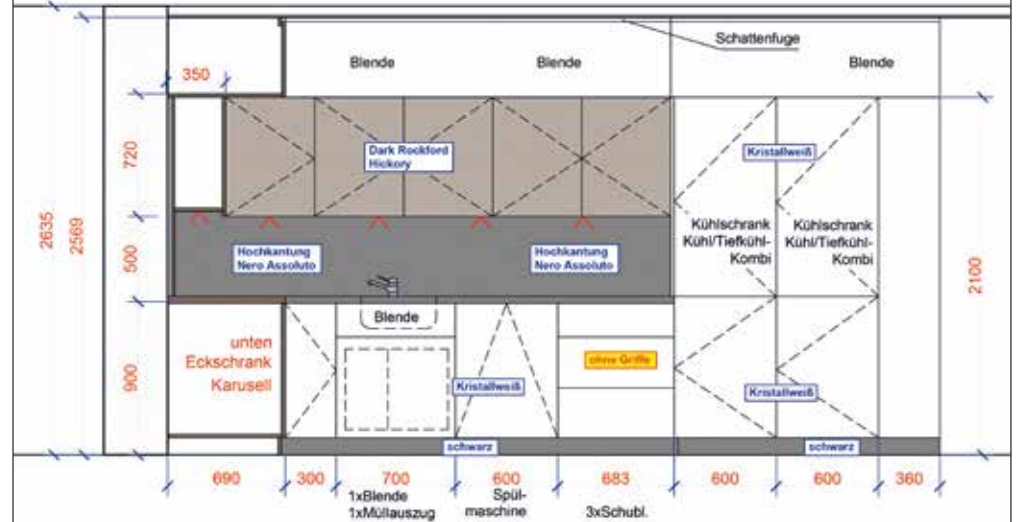 Schattenfuge
Blende
Blende
Blende
350
Dark Rockford
Hickory
Kristallweiß
720
2635
2569
500
Hochkantung
Nero Assoluto
Hochkantung
Nero Assoluto
Kühlschrank
Kühl/Tiefkühl-
Kombi
Kühlschrank
Kühl/Tiefkühl-
Kombi
2100
Blende
unten
Eckschrank
Karusell
900
ohne Griffe
Kristallweiß
Kristallweiß
schwarz
schwarz
690
300
700
600
683
600
600
360
1xBlende
1xMüllauszug
Spül-
maschine
3xSchubl.